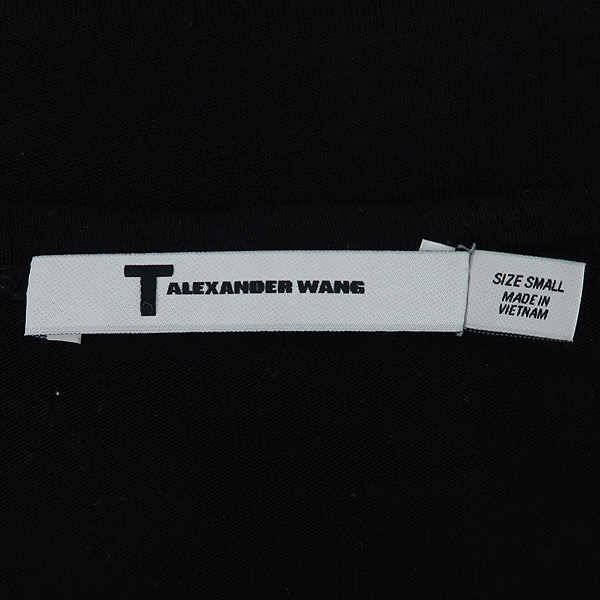 T ALEXANDER WANG
SIZE SMALL
MADE IN
VIETNAM